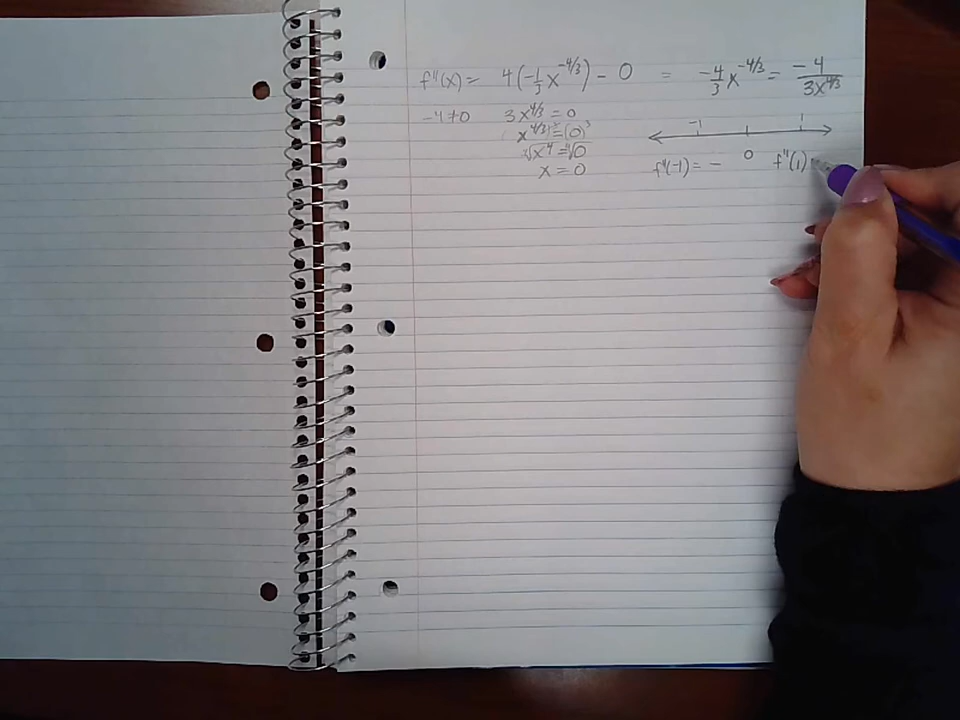 f''(x) = 4(-1/3 x^-4/3) - 0 = -4/3 x^-4/3 = -4/3x^4/3
-4≠0 3x^4/3 = 0
(x^4/3)^3 = (0)^3
∜x^4 = ∜0
x = 0
-1 1
0
f''(-1) = - f''(1)